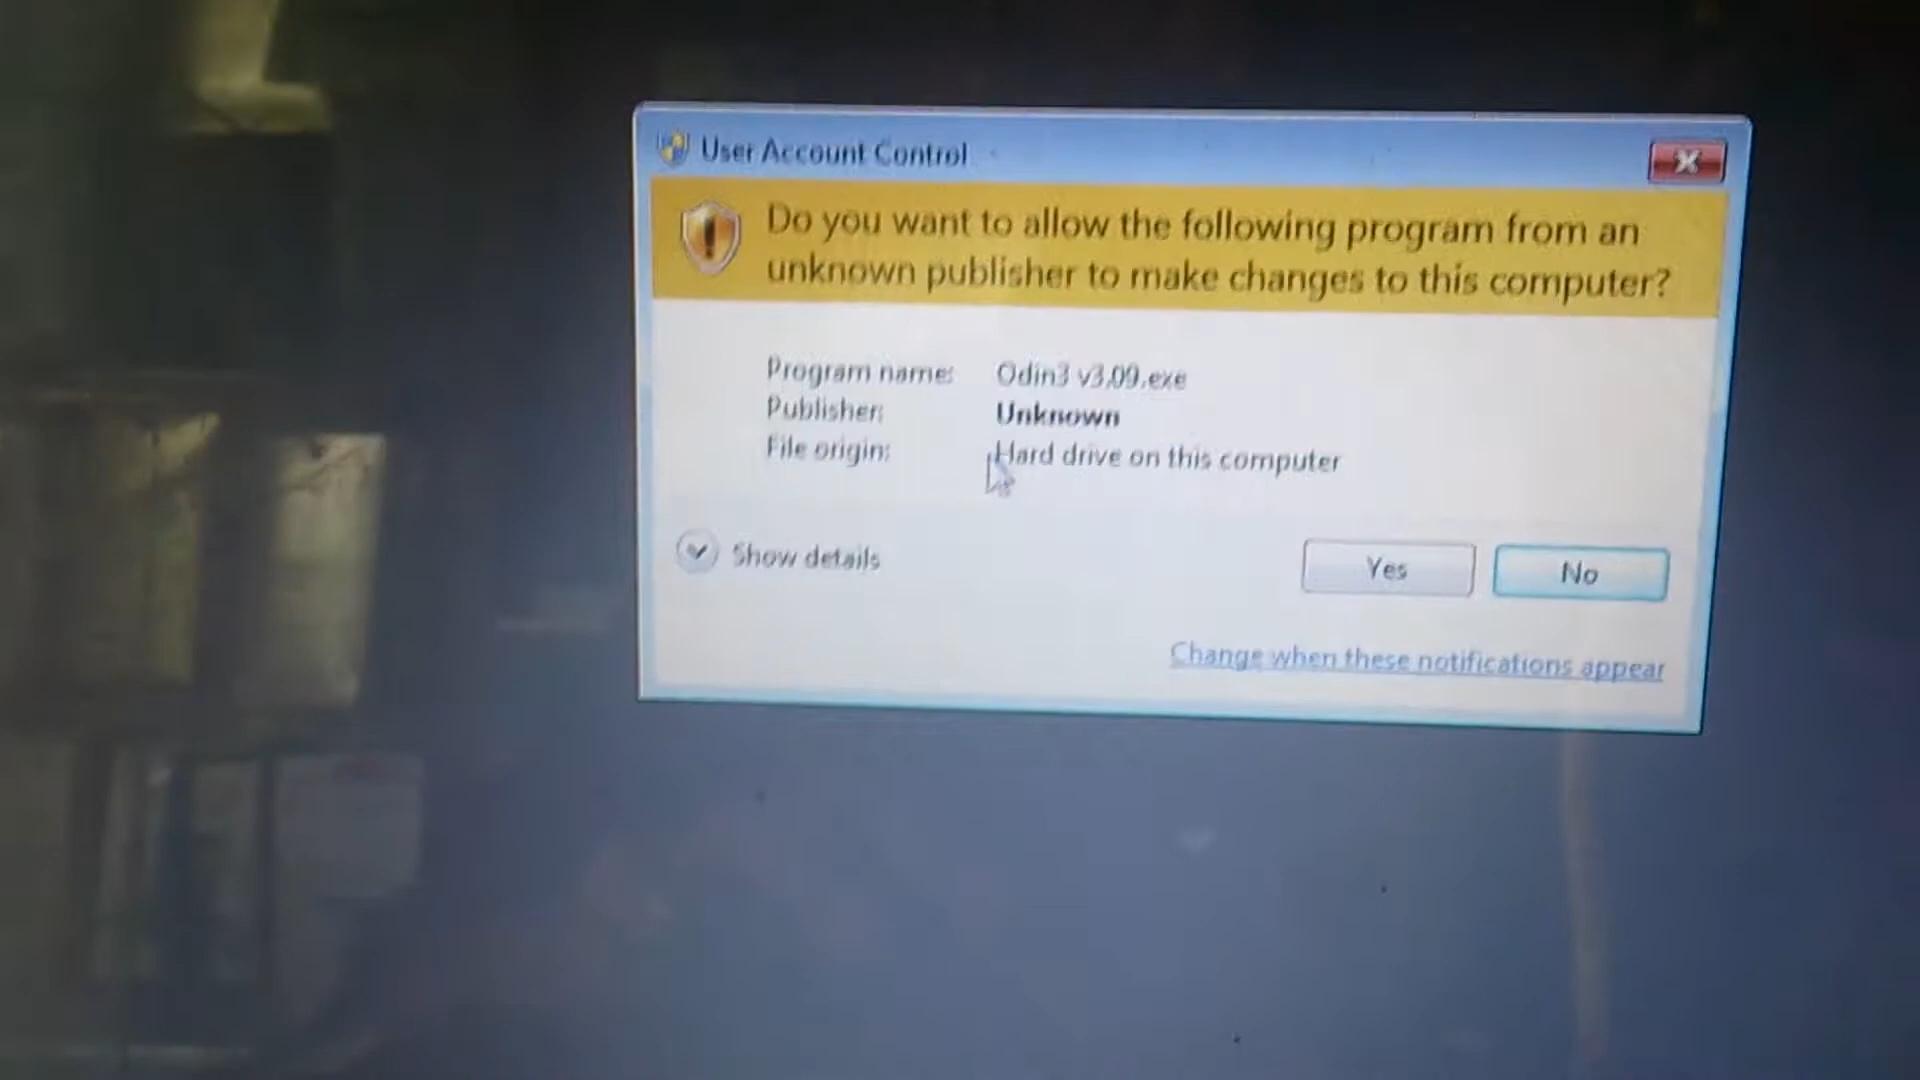 User Account Control
Do you want to allow the following program from an
unknown publisher to make changes to this computer?
Program name: Odin3 v3.09.exe
Publisher: Unknown
File origin: Hard drive on this computer
Show details
Yes
No
Change when these notifications appear